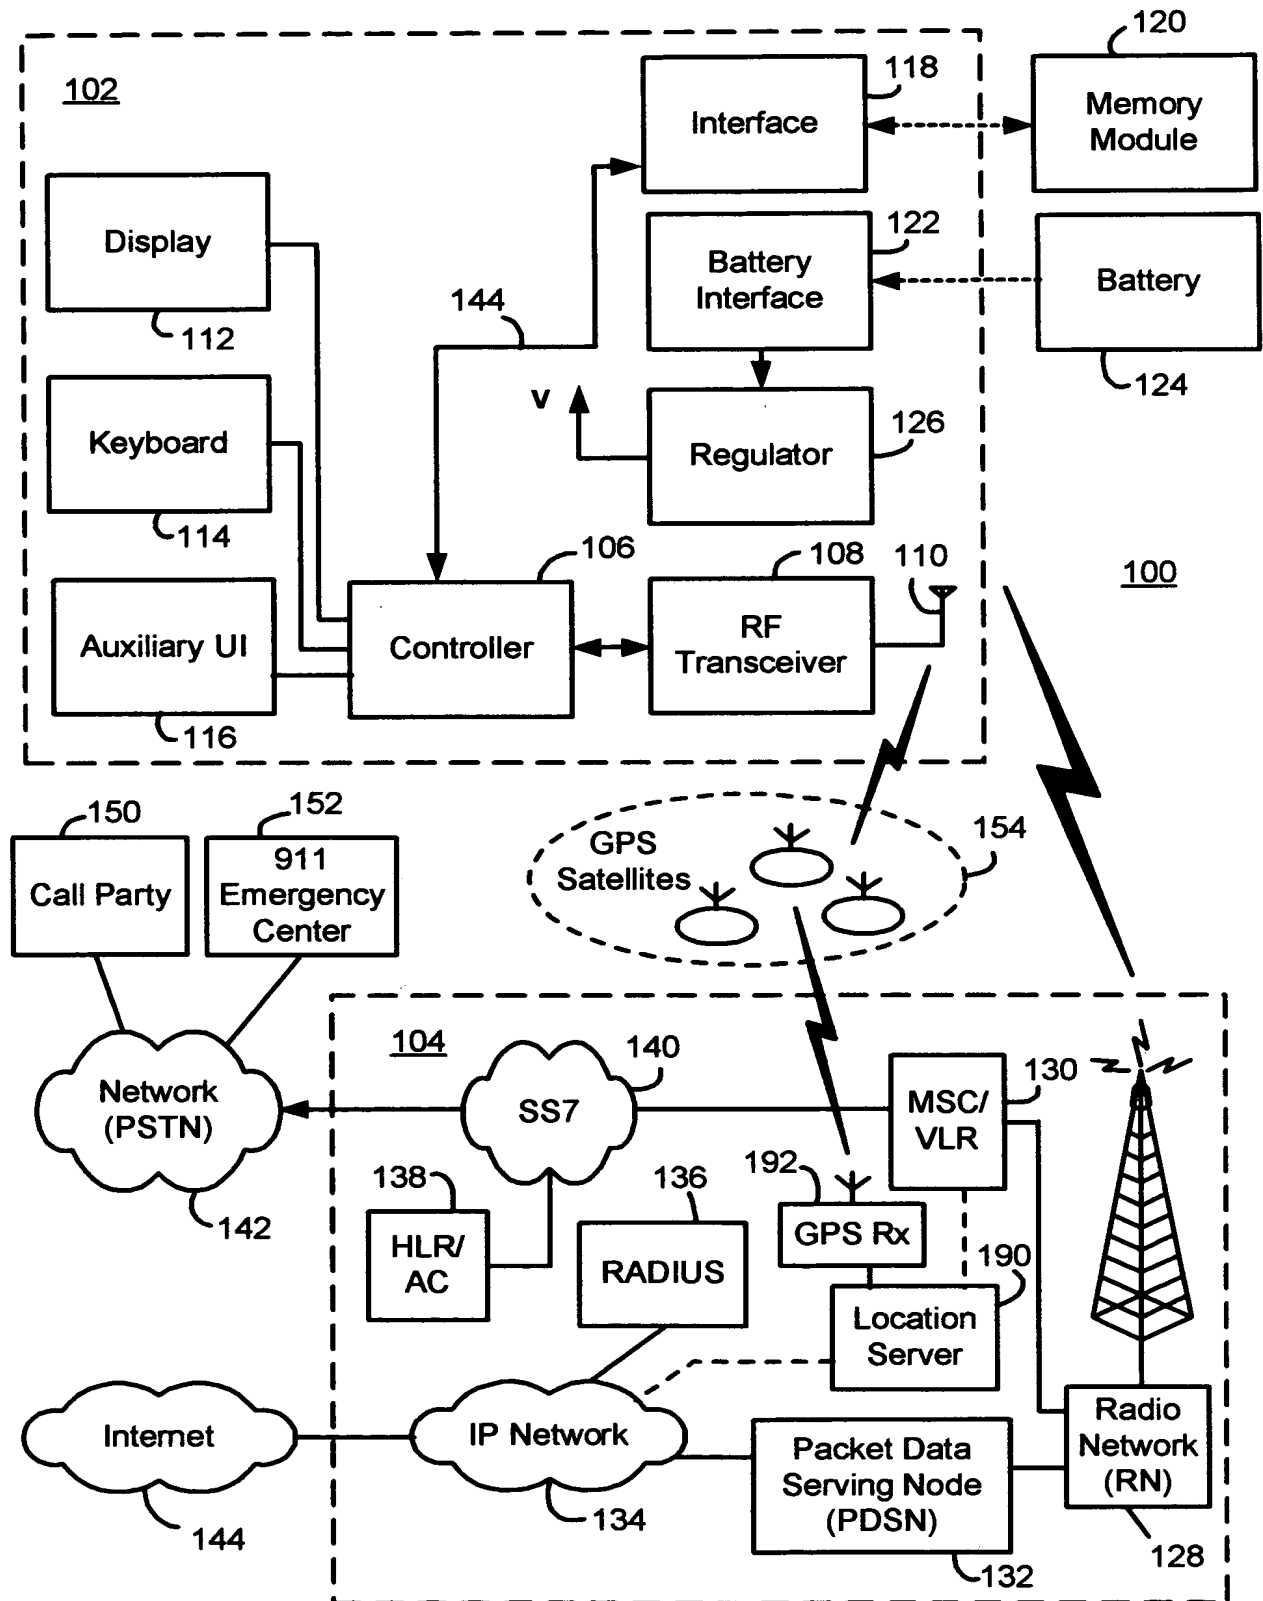 120
102
118
Interface
Memory
Module
Display
122
Battery
Interface
Battery
144
112
124
V
126
Keyboard
Regulator
114
106
108
110
100
Auxiliary UI
Controller
RF
Transceiver
116
150
152
Call Party
911
Emergency
Center
GPS
Satellites
154
104
140
130
Network
(PSTN)
SS7
MSC/
VLR
142
138
136
192
HLR/
AC
RADIUS
GPS Rx
190
Location
Server
Internet
IP Network
Packet Data
Serving Node
(PDSN)
Radio
Network
(RN)
144
134
132
128